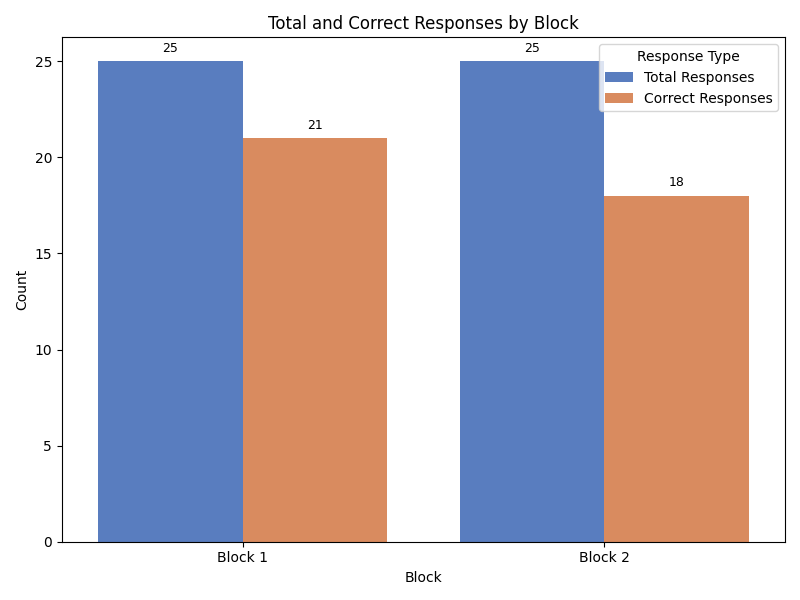 Total and Correct Responses by Block
Response Type
Total Responses
Correct Responses
25
21
25
18
25
20
15
10
5
0
Count
Block 1
Block 2
Block